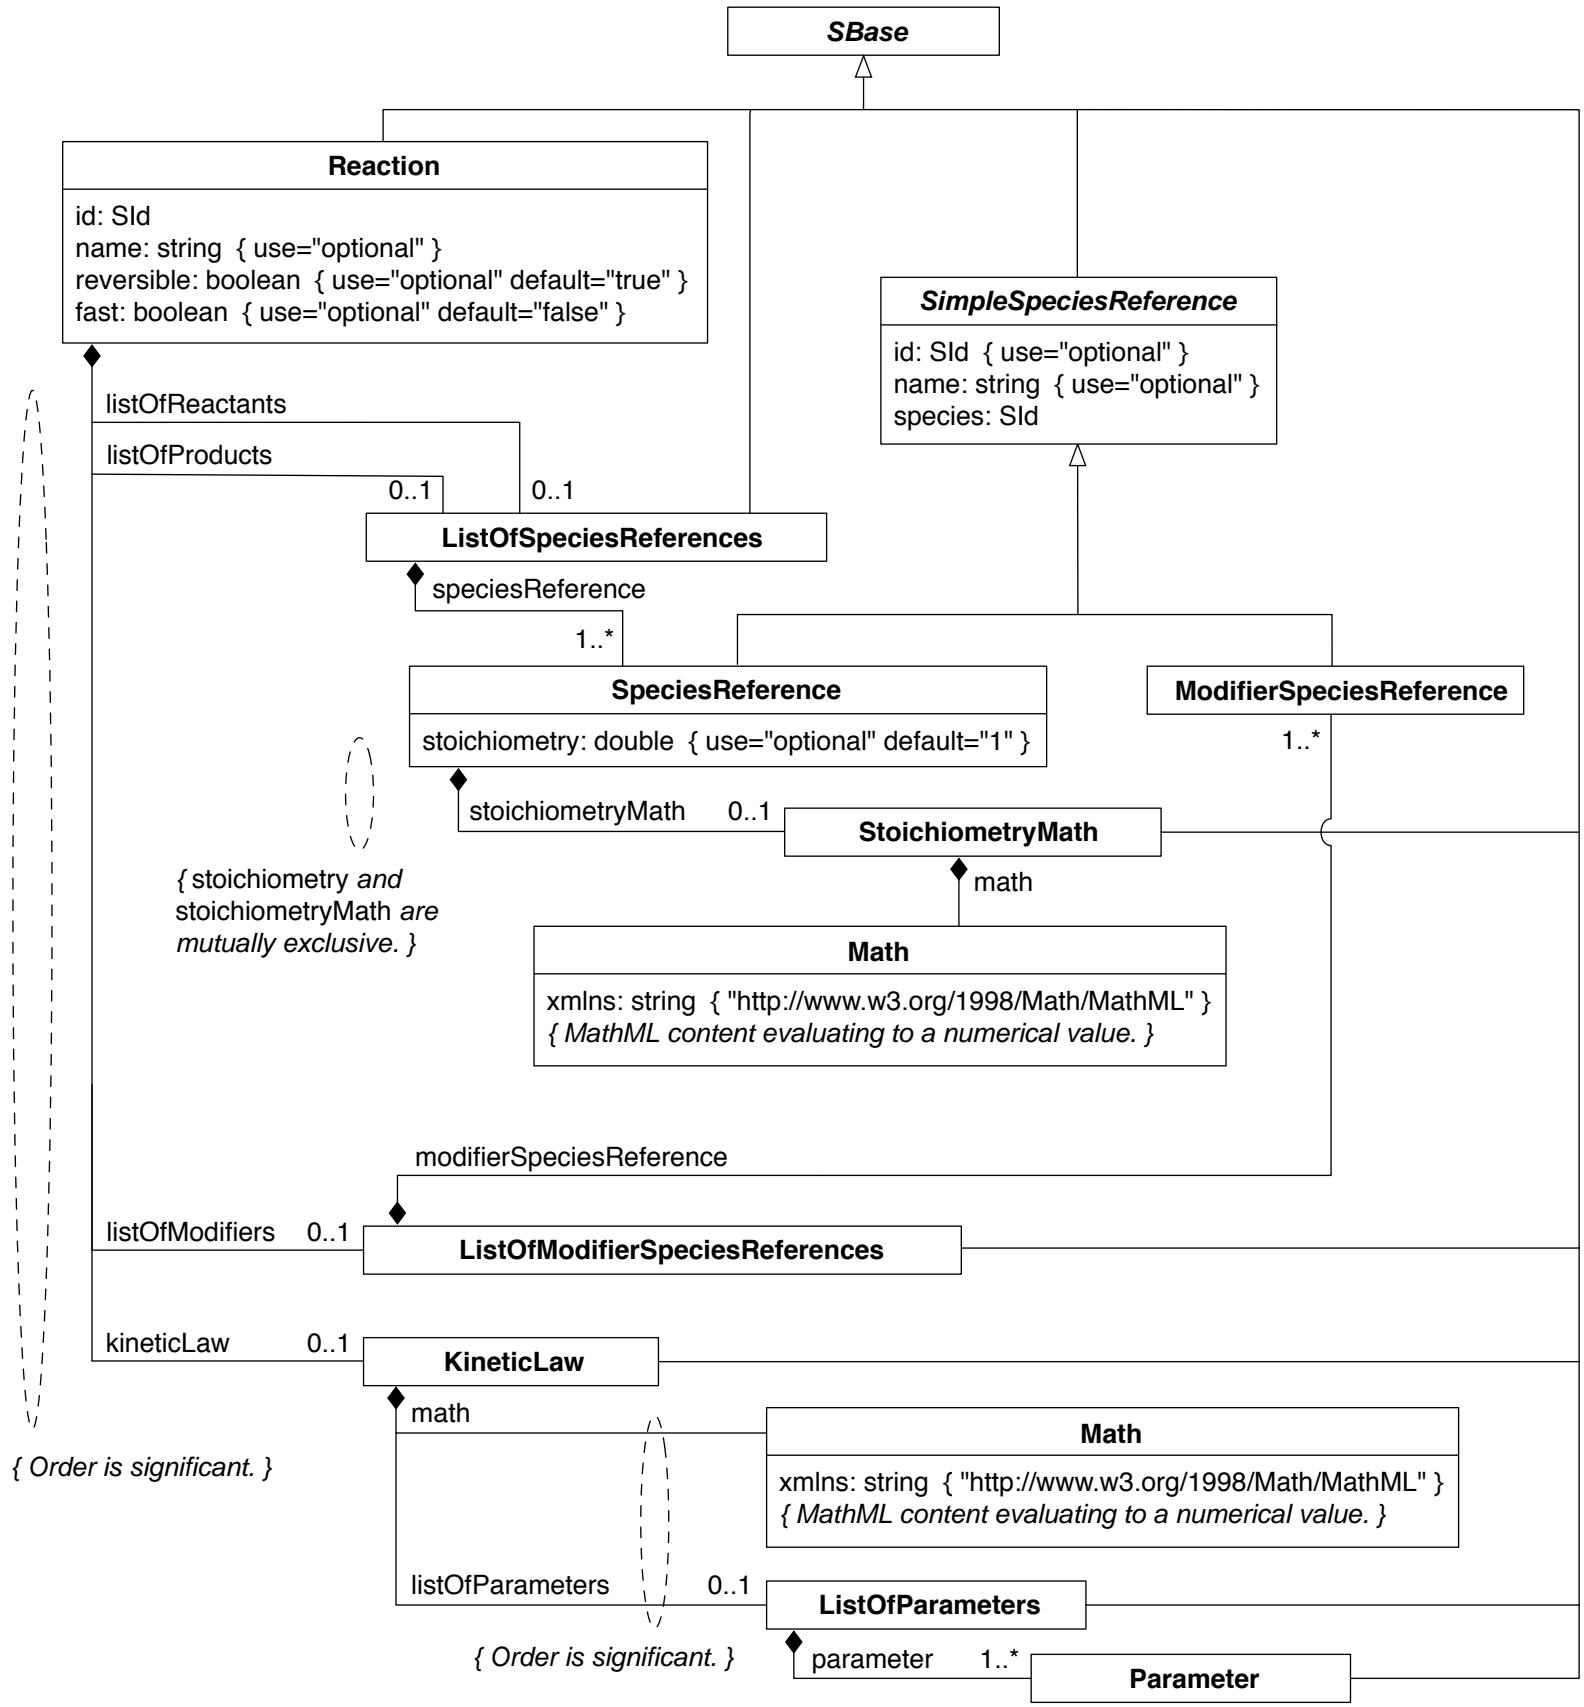 SBase
Reaction
id: SId
name: string { use="optional" }
reversible: boolean { use="optional" default="true" }
fast: boolean { use="optional" default="false" }
SimpleSpeciesReference
id: SId { use="optional" }
name: string { use="optional" }
species: SId
listOfReactants
listOfProducts
0..1
0..1
ListOfSpeciesReferences
speciesReference
1..*
SpeciesReference
stoichiometry: double { use="optional" default="1" }
ModifierSpeciesReference
1..*
stoichiometryMath 0..1
StoichiometryMath
{ stoichiometry and
stoichiometryMath are
mutually exclusive. }
math
Math
xmlns: string { "http://www.w3.org/1998/Math/MathML" }
{ MathML content evaluating to a numerical value. }
modifierSpeciesReference
listOfModifiers 0..1
ListOfModifierSpeciesReferences
kineticLaw 0..1
KineticLaw
{ Order is significant. }
math
Math
xmlns: string { "http://www.w3.org/1998/Math/MathML" }
{ MathML content evaluating to a numerical value. }
listOfParameters 0..1
ListOfParameters
{ Order is significant. }
parameter 1..*
Parameter